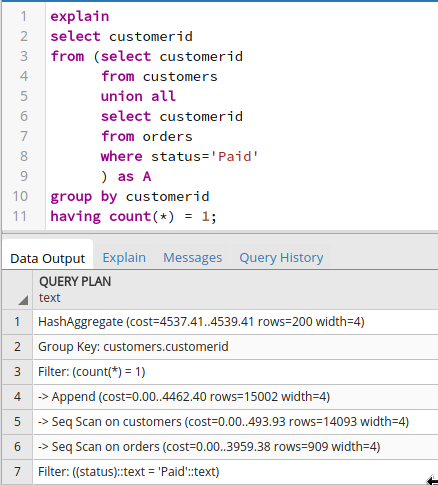 1 explain
2 select customerid
3 from (select customerid
4 from customers
5 union all
6 select customerid
7 from orders
8 where status='Paid'
9 ) as A
10 group by customerid
11 having count(*) = 1;
Data Output Explain Messages Query History
QUERY PLAN
text
1 HashAggregate (cost=4537.41..4539.41 rows=200 width=4)
2 Group Key: customers.customerid
3 Filter: (count(*) = 1)
4 -> Append (cost=0.00..4462.40 rows=15002 width=4)
5 -> Seq Scan on customers (cost=0.00..493.93 rows=14093 width=4)
6 -> Seq Scan on orders (cost=0.00..3959.38 rows=909 width=4)
7 Filter: ((status)::text = 'Paid'::text)